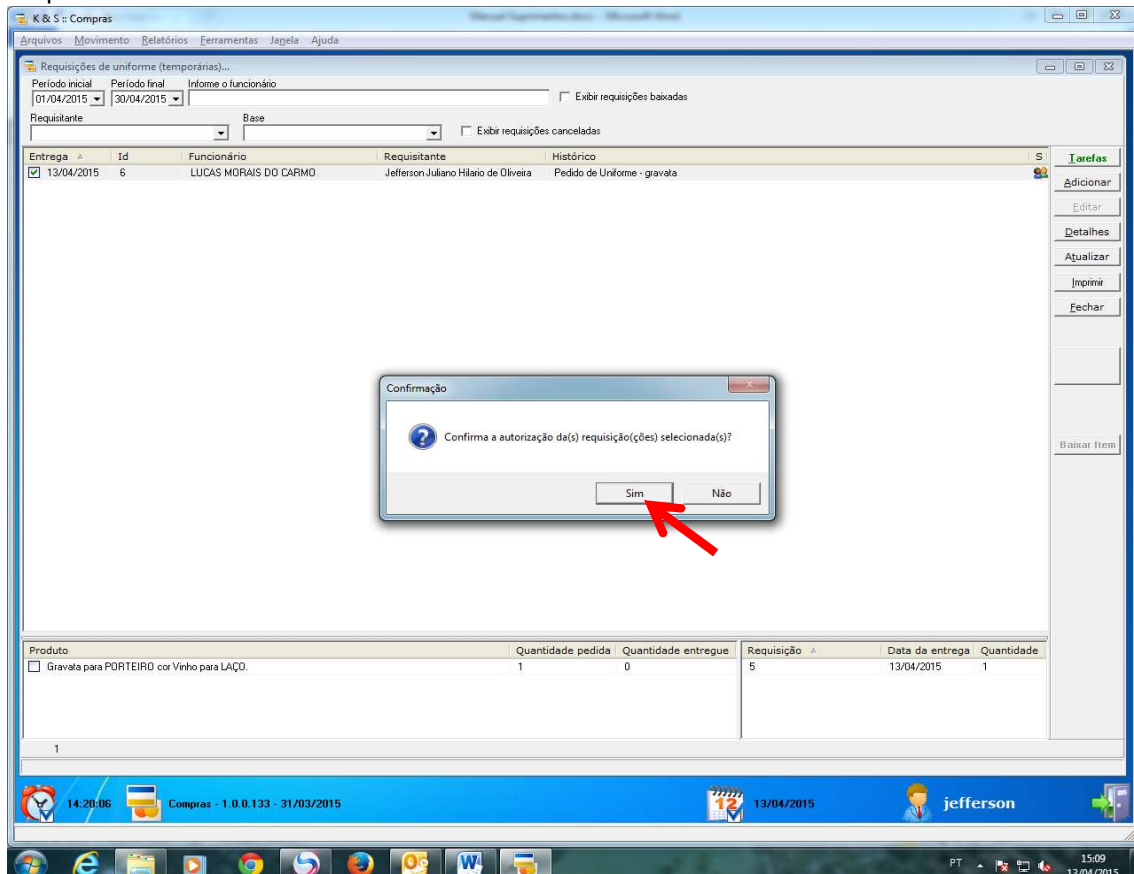 K & S :: Compras
Arquivos Movimento Relatórios Ferramentas Janela Ajuda
Requisições de uniforme (temporárias)...
Período inicial Período final Informe o funcionário
01/04/2015 30/04/2015 Exibir requisições baixadas
Requisitante Base
Exibir requisições canceladas
Entrega Id Funcionário Requisitante Histórico S
13/04/2015 6 LUCAS MORAIS DO CARMO Jefferson Juliano Hilario de Oliveira Pedido de Uniforme - gravata
Tarefas
Adicionar
Editar
Detalhes
Atualizar
Imprimir
Fechar
Confirmação
Confirma a autorização da(s) requisição(ções) selecionada(s)?
Baixar Item
Sim Não
Produto Quantidade pedida Quantidade entregue Requisição Data da entrega Quantidade
Gravata para PORTEIRO cor Vinho para LAÇO. 1 0 5 13/04/2015 1
1
14:20:06 Compras - 1.0.0.133 - 31/03/2015 12 13/04/2015 jefferson
PT 15:09
13/04/2015